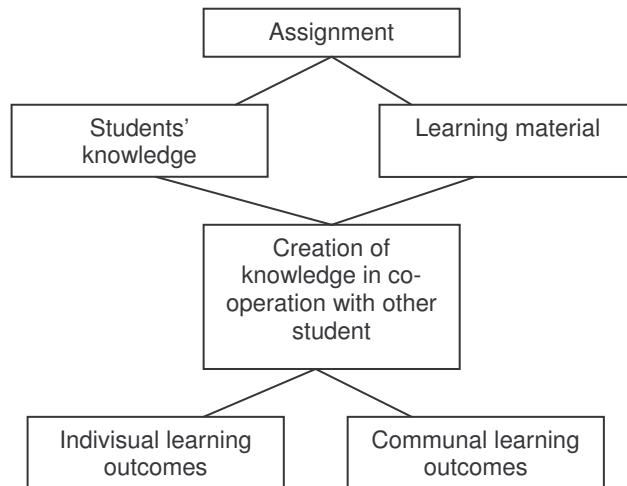 Assignment
Students'
knowledge
Learning material
Creation of
knowledge in co-
operation with other
student
Indivisual learning
outcomes
Communal learning
outcomes